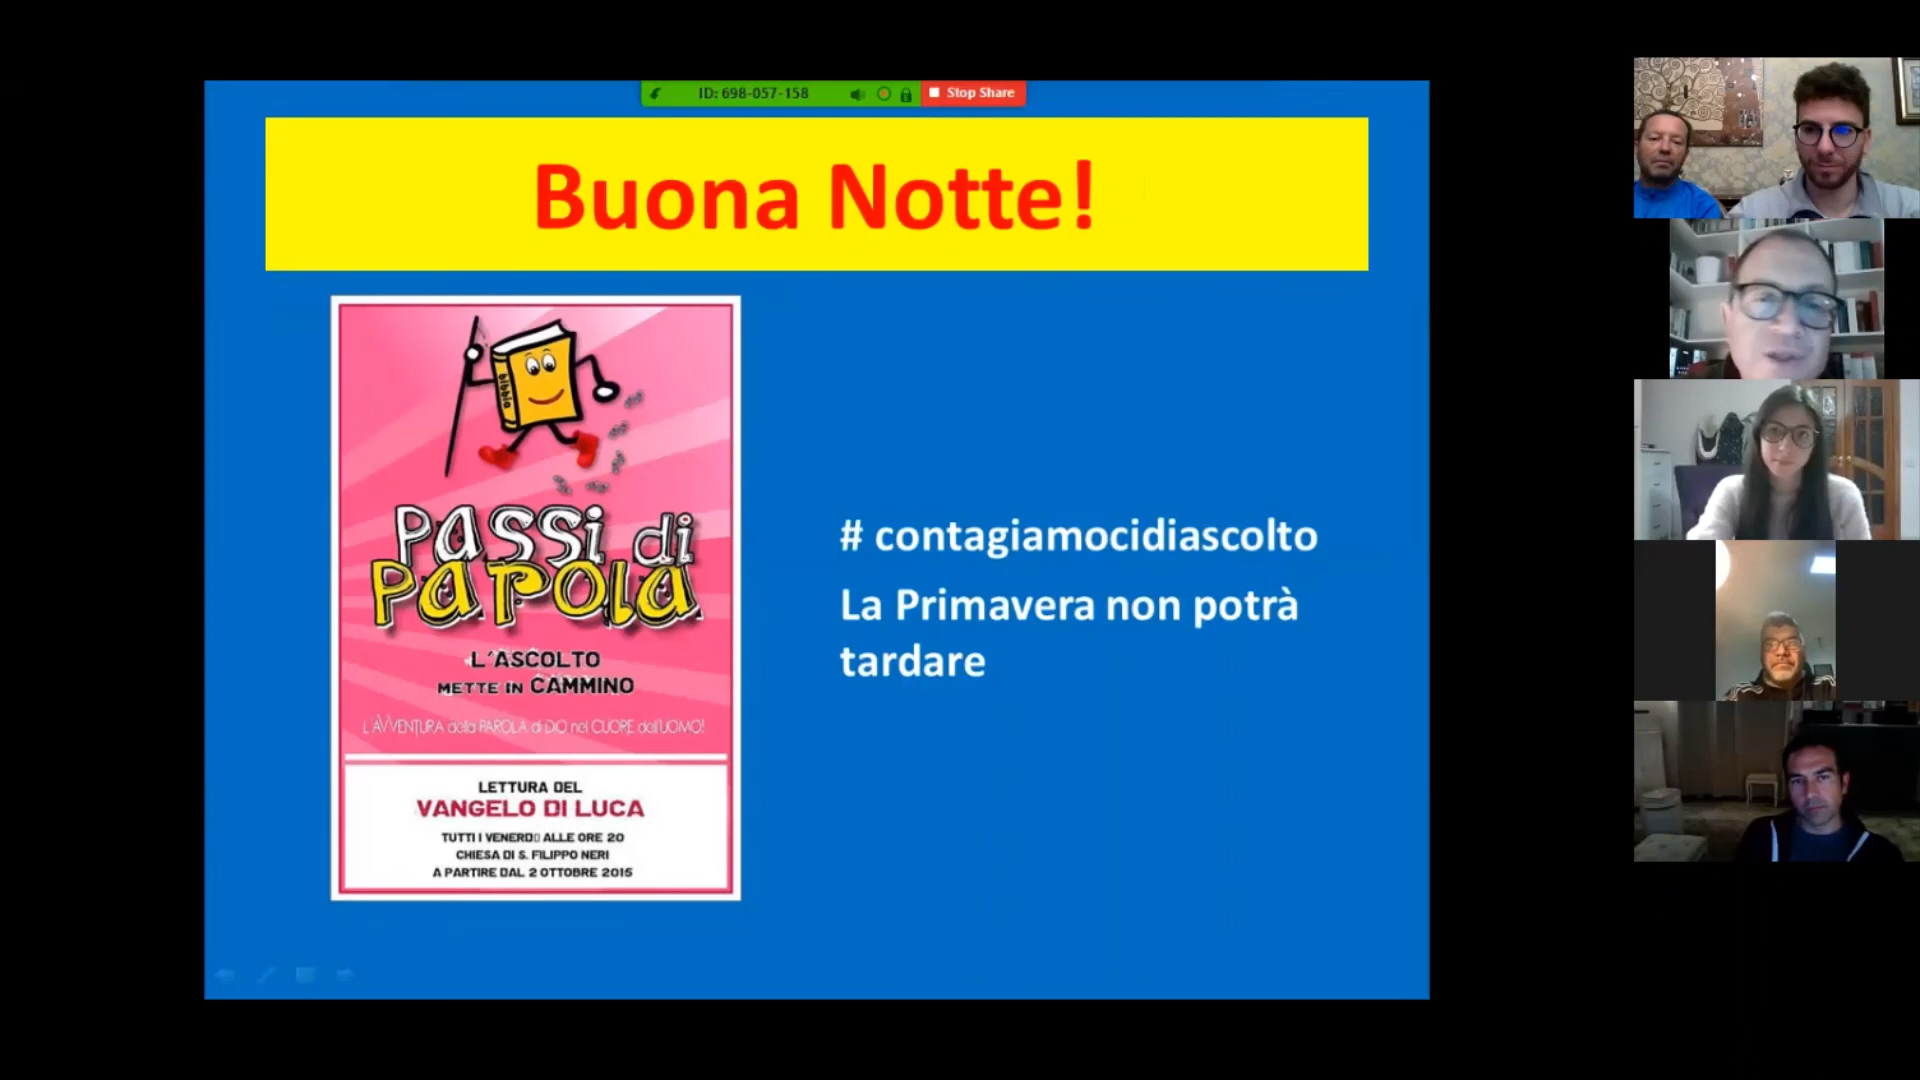 ID: 698-057-158
Stop Share
Buona Notte!
bibbia
Passi di
Parola
L'ASCOLTO
METTE IN CAMMINO
L'AVVENTURA della PAROLA di DIO nel CUORE dell'UOMO!
LETTURA DEL
VANGELO DI LUCA
TUTTI I VENERD▯ ALLE ORE 20
CHIESA DI S. FILIPPO NERI
A PARTIRE DAL 2 OTTOBRE 2015
# contagiamocidiascolto
La Primavera non potrà
tardare